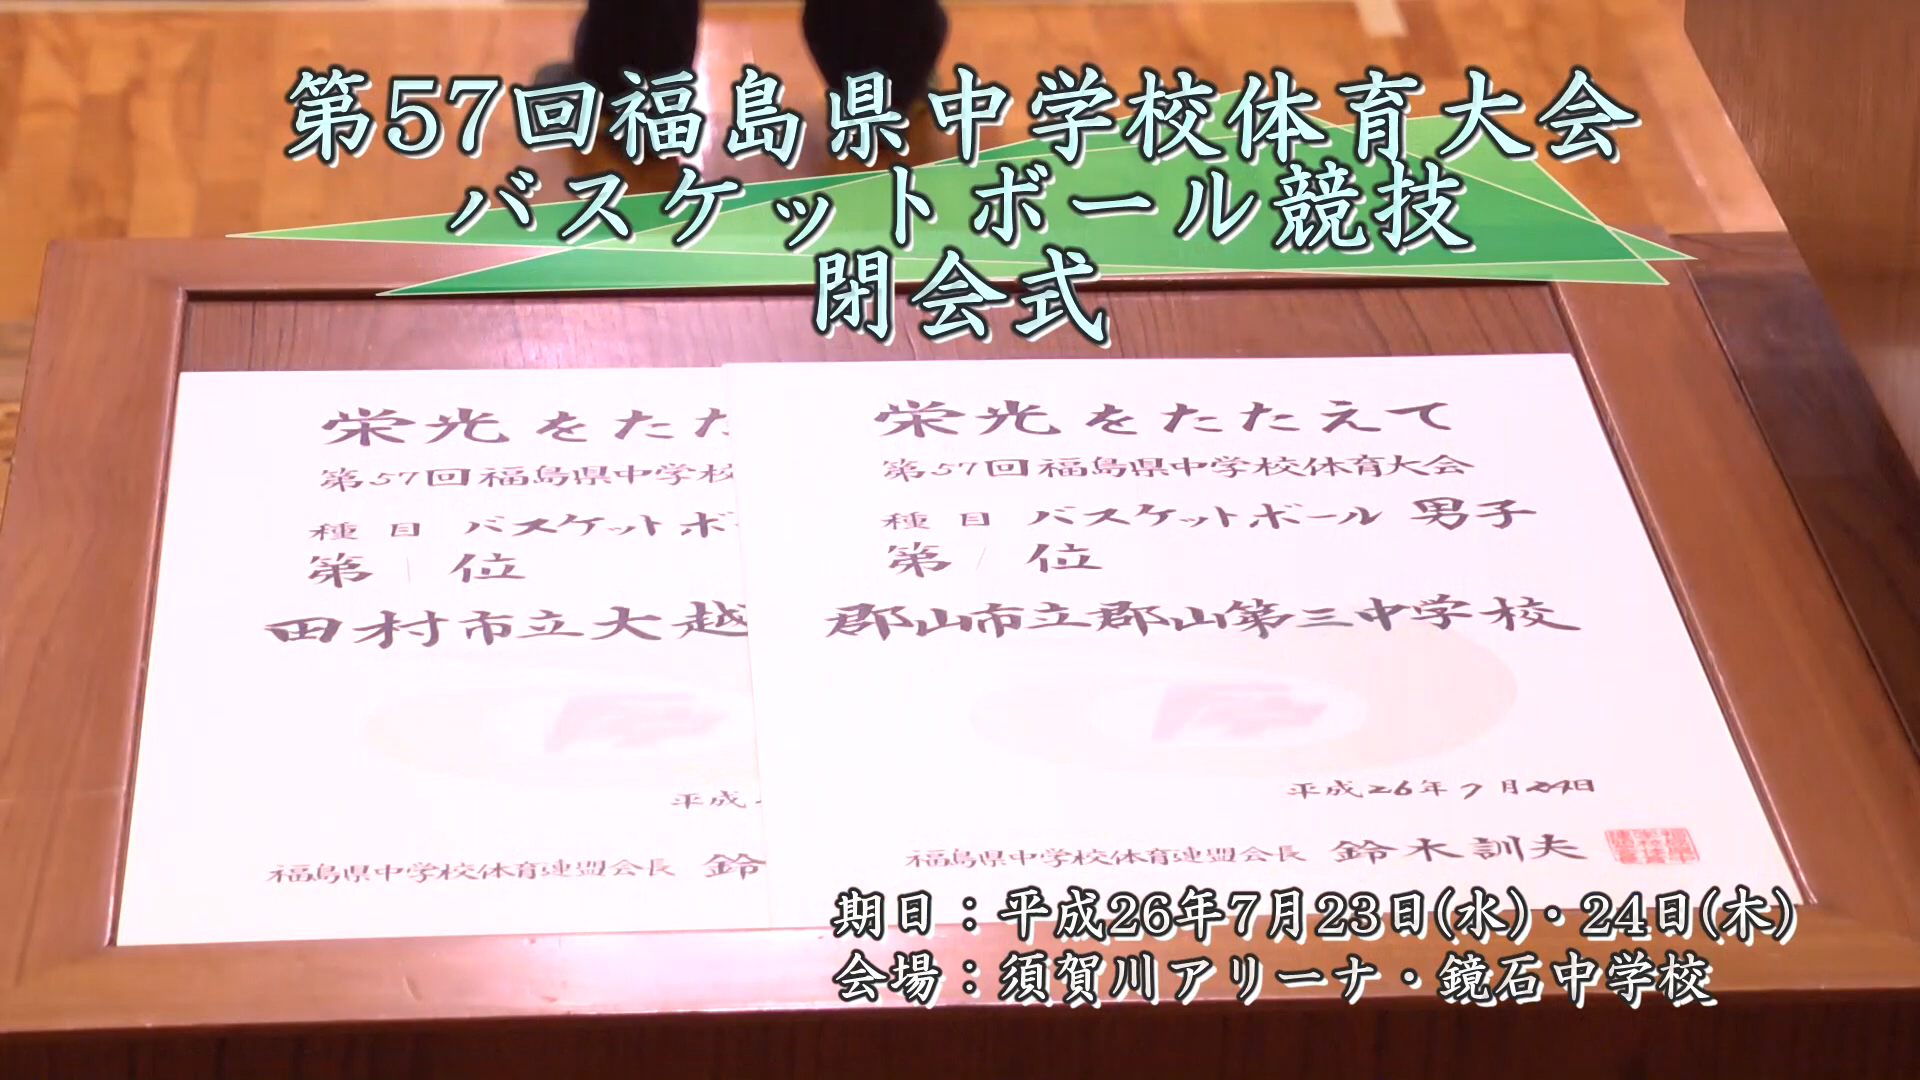 第57回福島県中学校体育大会
バスケットボール競技
閉会式
栄光をたた
第57回福島県中学校
種目 バスケットボ
第1位
田村市立大越
平成
福島県中学校体育連盟会長 鈴
栄光をたたえて
第57回福島県中学校体育大会
種目 バスケットボール 男子
第1位
郡山市立郡山第三中学校
平成26年7月24日
福島県中学校体育連盟会長 鈴木訓夫
期日：平成26年7月23日(水)・24日(木)
会場：須賀川アリーナ・鏡石中学校